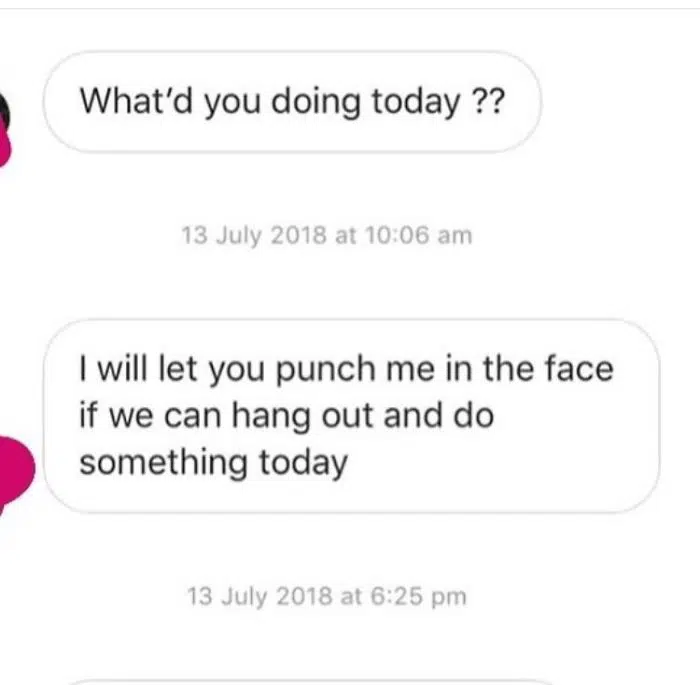 What'd you doing today ??
13 July 2018 at 10:06 am
I will let you punch me in the face
if we can hang out and do
something today
13 July 2018 at 6:25 pm